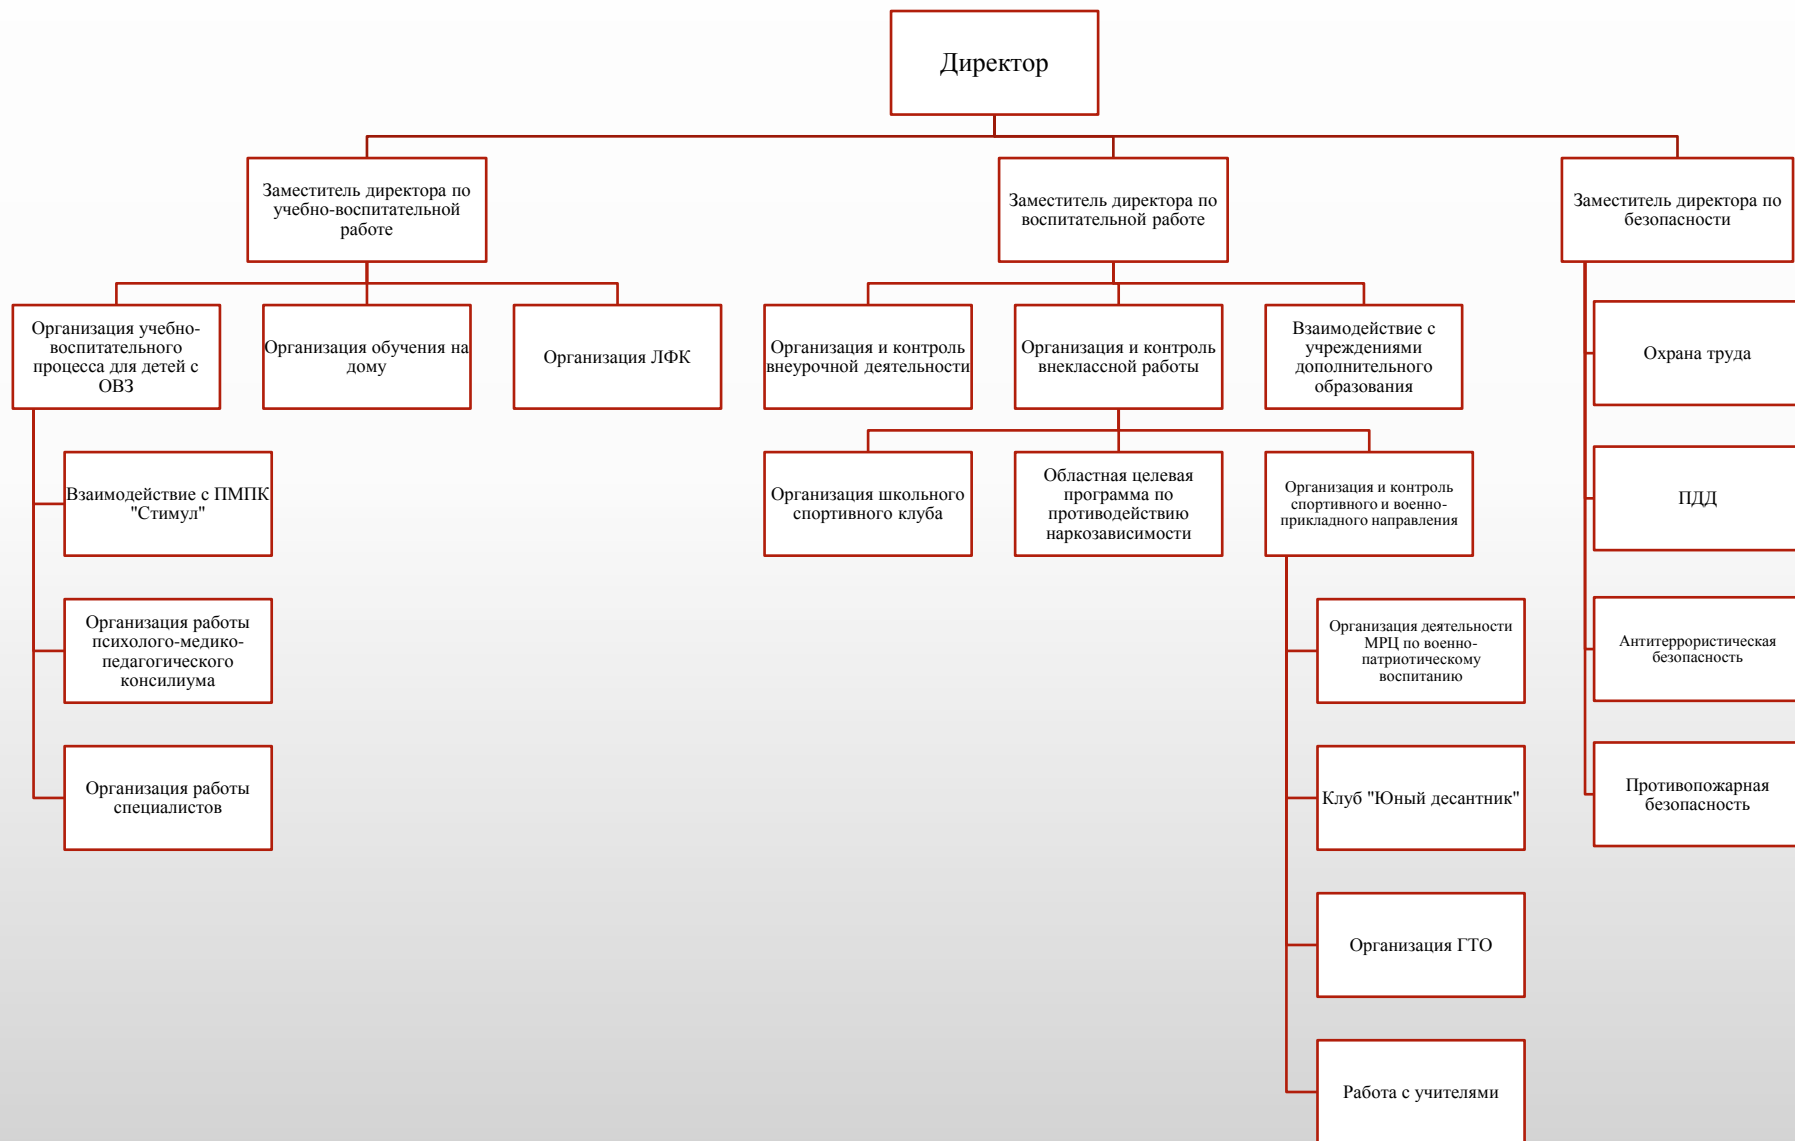 Директор
Заместитель директора по
учебно-воспитательной
работе
Заместитель директора по
воспитательной работе
Заместитель директора по
безопасности
Организация учебно-
воспитательного
процесса для детей с
ОВЗ
Организация обучения на
дому
Организация ЛФК
Организация и контроль
внеурочной деятельности
Организация и контроль
внеклассной работы
Взаимодействие с
учреждениями
дополнительного
образования
Охрана труда
Взаимодействие с ПМПК
"Стимул"
Организация школьного
спортивного клуба
Областная целевая
программа по
противодействию
наркозависимости
Организация и контроль
спортивного и военно-
прикладного направления
ПДД
Организация работы
психолого-медико-
педагогического
консилиума
Организация деятельности
МРЦ по военно-
патриотическому
воспитанию
Антитеррористическая
безопасность
Организация работы
специалистов
Клуб "Юный десантник"
Противопожарная
безопасность
Организация ГТО
Работа с учителями